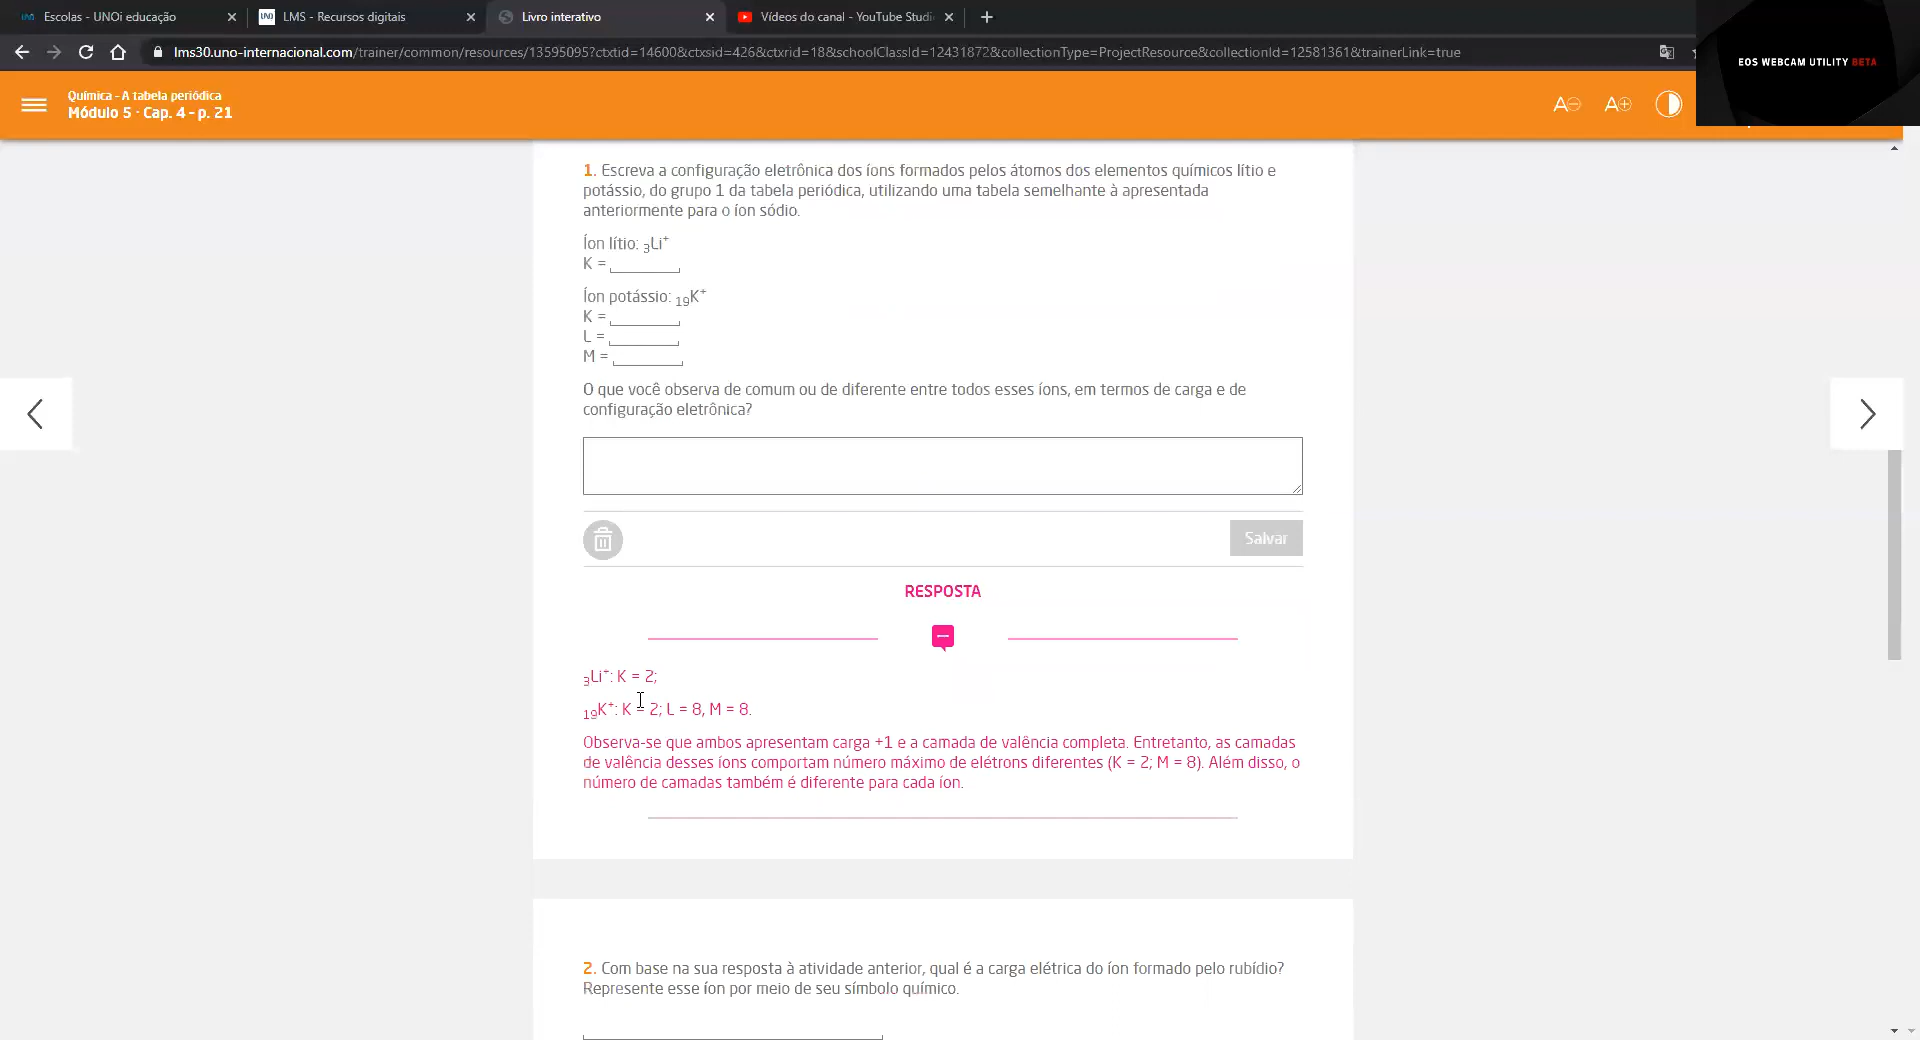 Escolas - UNOi educação
LMS - Recursos digitais
Livro interativo
Vídeos do canal - YouTube Studi
lms30.uno-internacional.com/trainer/common/resources/13595095?ctxtid=14600&ctxsid=426&ctxrid=18&schoolClassId=12431872&collectionType=ProjectResource&collectionId=12581361&trainerLink=true
EOS WEBCAM UTILITY BETA
Química - A tabela periódica
Módulo 5 · Cap. 4 - p. 21
A- A+
1. Escreva a configuração eletrônica dos íons formados pelos átomos dos elementos químicos lítio e
potássio, do grupo 1 da tabela periódica, utilizando uma tabela semelhante à apresentada
anteriormente para o íon sódio.
Íon lítio: ₃Li⁺
K =
Íon potássio: ₁₉K⁺
K =
L =
M =
O que você observa de comum ou de diferente entre todos esses íons, em termos de carga e de
configuração eletrônica?
Salvar
RESPOSTA
₃Li⁺: K = 2;
₁₉K⁺: K = 2; L = 8, M = 8.
Observa-se que ambos apresentam carga +1 e a camada de valência completa. Entretanto, as camadas
de valência desses íons comportam número máximo de elétrons diferentes (K = 2; M = 8). Além disso, o
número de camadas também é diferente para cada íon.
2. Com base na sua resposta à atividade anterior, qual é a carga elétrica do íon formado pelo rubídio?
Represente esse íon por meio de seu símbolo químico.